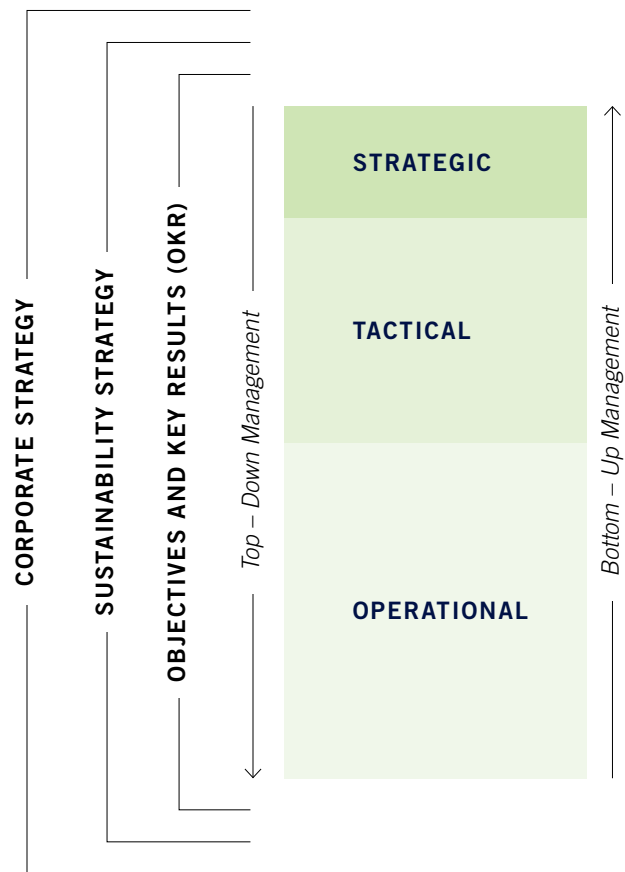 CORPORATE STRATEGY
SUSTAINABILITY STRATEGY
OBJECTIVES AND KEY RESULTS (OKR)
Top – Down Management
STRATEGIC
TACTICAL
OPERATIONAL
Bottom – Up Management